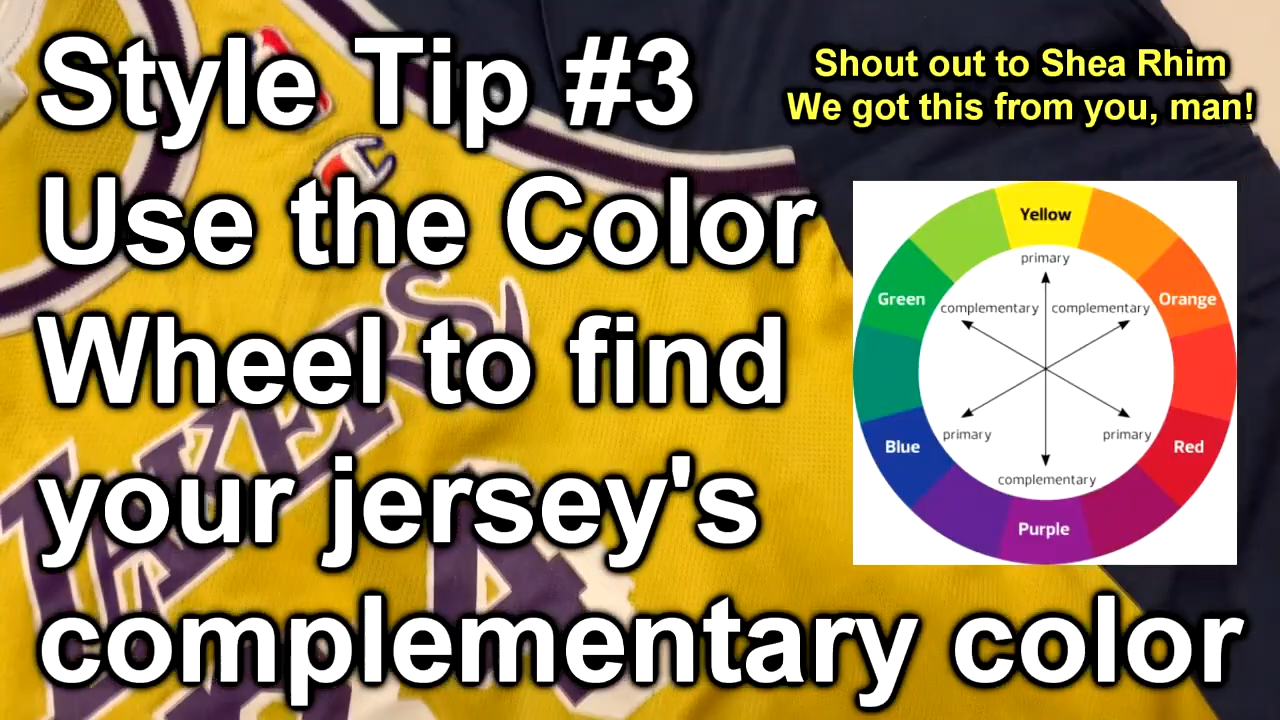 Style Tip #3
Use the Color
Wheel to find
your jersey's
complementary color
Shout out to Shea Rhim
We got this from you, man!
Yellow
primary
Green
complementary
complementary
Orange
Blue
primary
primary
Red
complementary
Purple
LAKERS